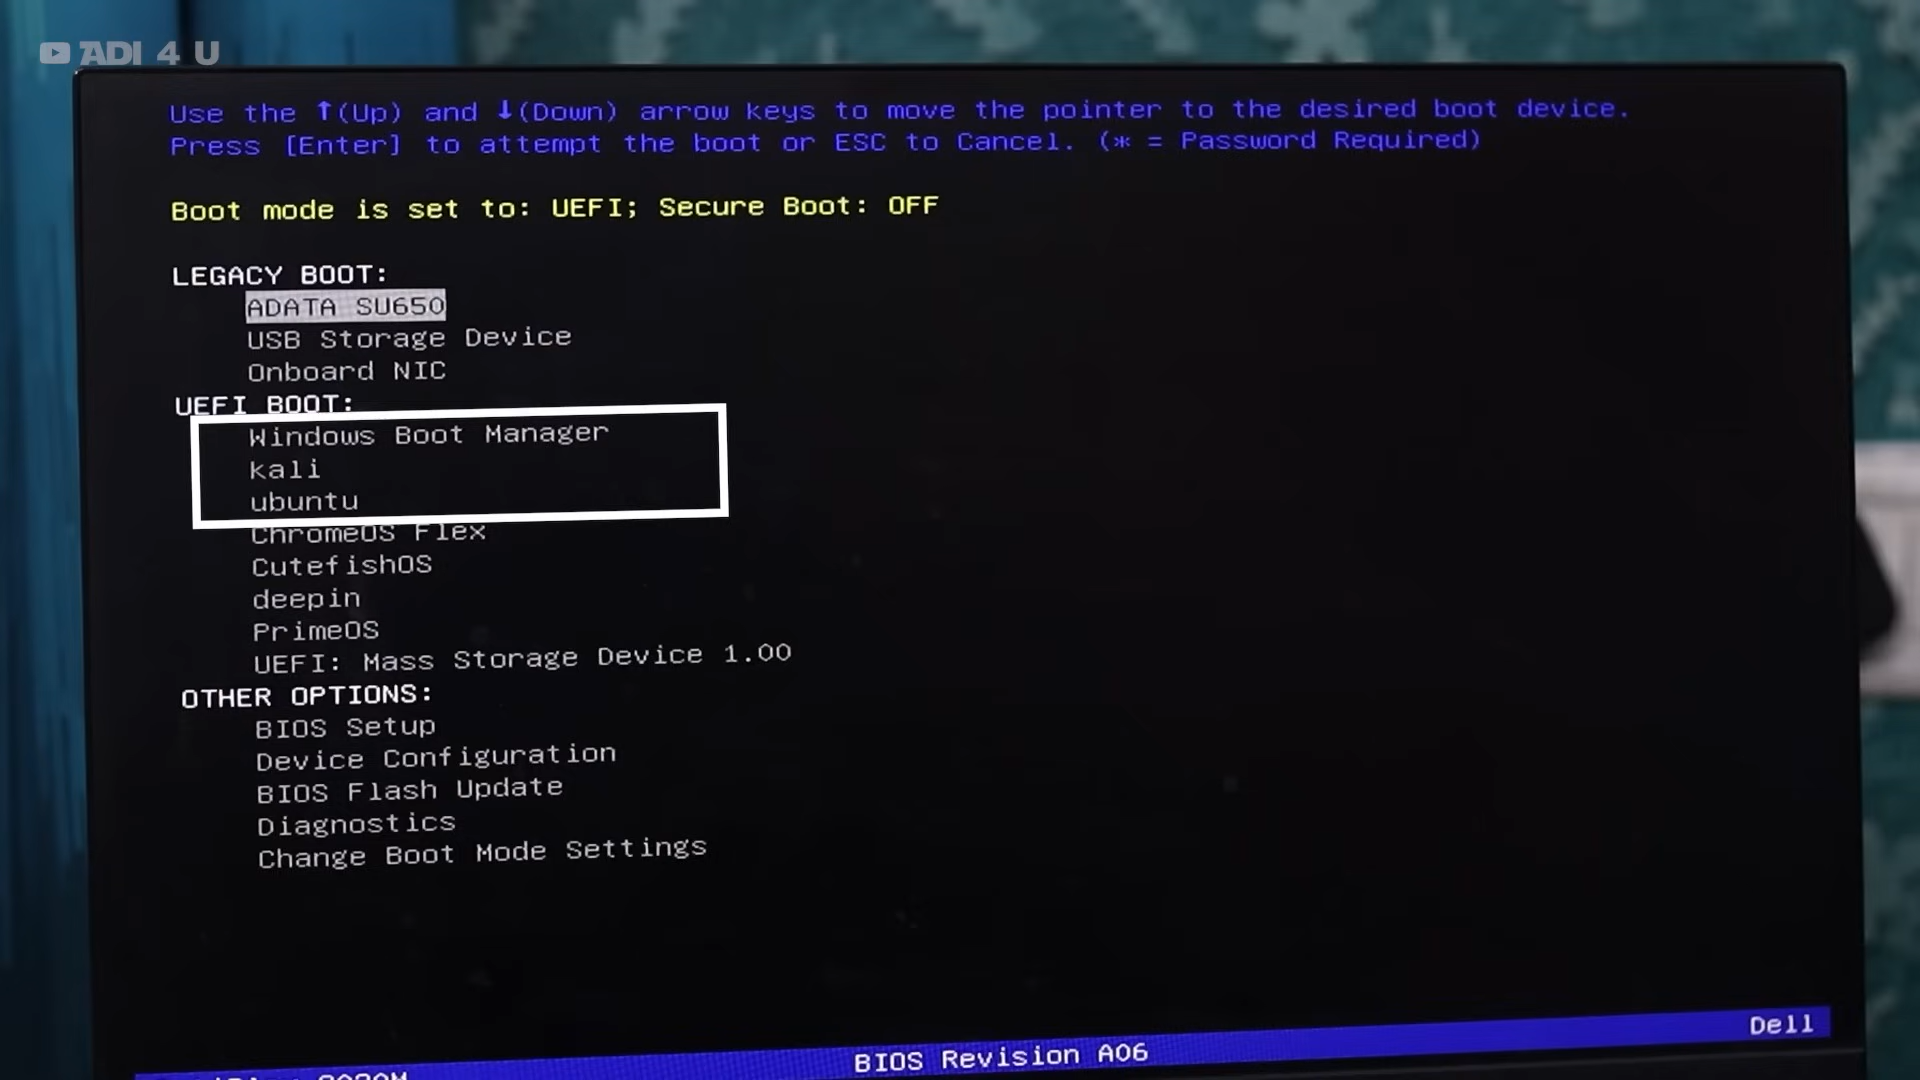 ADI 4 U
Use the ↑(Up) and ↓(Down) arrow keys to move the pointer to the desired boot device.
Press [Enter] to attempt the boot or ESC to Cancel. (* = Password Required)
Boot mode is set to: UEFI; Secure Boot: OFF
LEGACY BOOT:
ADATA SU650
USB Storage Device
Onboard NIC
UEFI BOOT:
Windows Boot Manager
kali
ubuntu
ChromeOS Flex
CutefishOS
deepin
PrimeOS
UEFI: Mass Storage Device 1.00
OTHER OPTIONS:
BIOS Setup
Device Configuration
BIOS Flash Update
Diagnostics
Change Boot Mode Settings
BIOS Revision A06
Dell